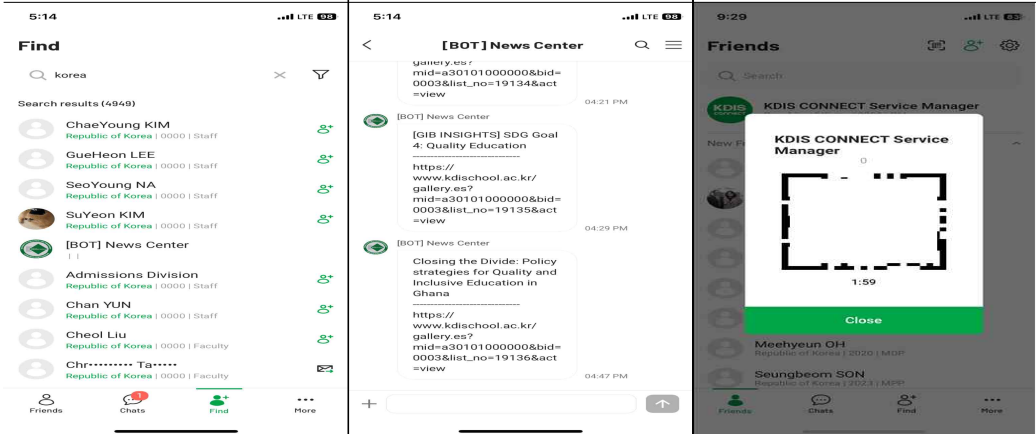 5:14
LTE 98
Find
korea
Search results (4949)
ChaeYoung KIM
Republic of Korea | 0000 | Staff
GueHeon LEE
Republic of Korea | 0000 | Staff
SeoYoung NA
Republic of Korea | 0000 | Staff
SuYeon KIM
Republic of Korea | 0000 | Staff
[BOT] News Center
| |
Admissions Division
Republic of Korea | 0000 | Staff
Chan YUN
Republic of Korea | 0000 | Staff
Cheol Liu
Republic of Korea | 0000 | Faculty
Chr········· Ta·····
Republic of Korea | 0000 | Faculty
1
Friends
Chats
Find
More
5:14
LTE 98
[BOT] News Center
gallery.es?
mid=a30101000000&bid=
0003&list_no=19134&act
=view
04:21 PM
[BOT] News Center
[GIB INSIGHTS] SDG Goal
4: Quality Education
------------------------------
https://
www.kdischool.ac.kr/
gallery.es?
mid=a30101000000&bid=
0003&list_no=19135&act
=view
04:29 PM
[BOT] News Center
Closing the Divide: Policy
strategies for Quality and
Inclusive Education in
Ghana
------------------------------
https://
www.kdischool.ac.kr/
gallery.es?
mid=a30101000000&bid=
0003&list_no=19136&act
=view
04:47 PM
9:29
LTE 83
Friends
Search
KDIS
CONNECT
KDIS CONNECT Service Manager
New Fr
KDIS CONNECT Service
Manager
0
1:59
Close
Meehyeun OH
Republic of Korea | 2020 | MDP
Seungbeom SON
Republic of Korea | 2023 | MPP
Friends
Chats
Find
More